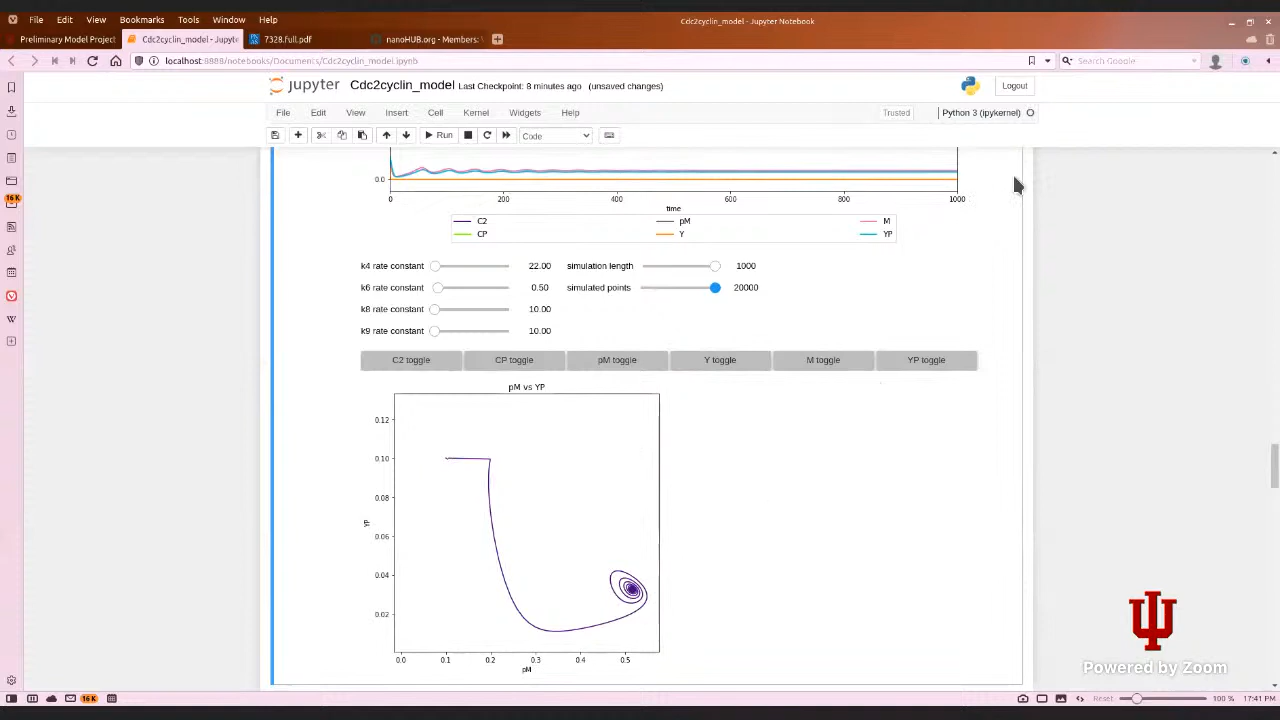 File Edit View Bookmarks Tools Window Help
Cdc2cyclin_model - Jupyter Notebook
Preliminary Model Project
Cdc2cyclin_model - Jupyte
7328.full.pdf
nanoHUB.org - Members:
localhost:8888/notebooks/Documents/Cdc2cyclin_model.ipynb
Search Google
jupyter Cdc2cyclin_model Last Checkpoint: 8 minutes ago (unsaved changes)
Logout
File Edit View Insert Cell Kernel Widgets Help
Trusted
Python 3 (ipykernel)
Run
Code
0.0
0 200 400 600 800 1000
time
C2 pM M
CP Y YP
k4 rate constant 22.00 simulation length 1000
k6 rate constant 0.50 simulated points 20000
k8 rate constant 10.00
k9 rate constant 10.00
C2 toggle CP toggle pM toggle Y toggle M toggle YP toggle
pM vs YP
0.12
0.10
0.08
0.06
0.04
0.02
YP
0.0 0.1 0.2 0.3 0.4 0.5
pM
Powered by Zoom
16 K
16 K
Reset
100 %
17:41 PM